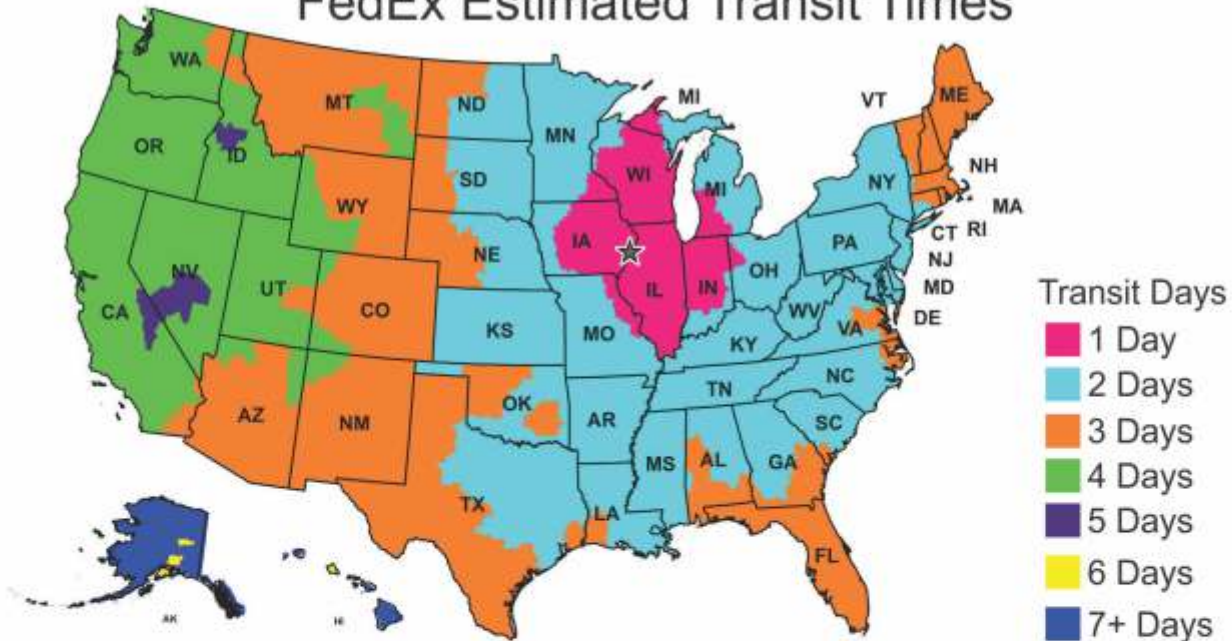 FedEx Estimated Transit Times
WA
MT
ND
MN
MI
VT
ME
OR
ID
SD
WI
MI
NY
NH
MA
WY
IA
NE
IL
IN
OH
PA
CT
RI
NJ
MD
DE
NV
UT
CO
CA
KS
MO
WV
VA
KY
AZ
NM
OK
AR
TN
NC
SC
TX
LA
MS
AL
GA
FL
AK
HI
Transit Days
1 Day
2 Days
3 Days
4 Days
5 Days
6 Days
7+ Days